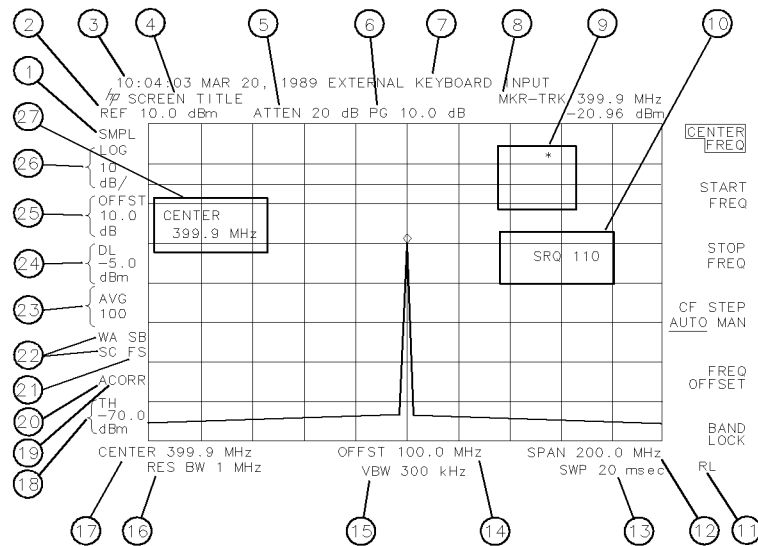 2 3 4 5 6 7 8 9 10
10:04:03 MAR 20, 1989 EXTERNAL KEYBOARD INPUT
1 hp SCREEN TITLE MKR-TRK 399.9 MHz
REF 10.0 dBm ATTEN 20 dB PG 10.0 dB -20.96 dBm
27
SMPL
LOG
10
dB/
26
OFFST
10.0
dB
25
DL
-5.0
dBm
24
AVG
100
23
WA SB
SC FS
22
21
ACORR
20
TH
-70.0
dBm
19
18
*
CENTER
399.9 MHz
SRQ 110
CENTER
FREQ
START
FREQ
STOP
FREQ
CF STEP
AUTO MAN
FREQ
OFFSET
BAND
LOCK
RL
CENTER 399.9 MHz OFFST 100.0 MHz SPAN 200.0 MHz
RES BW 1 MHz VBW 300 kHz SWP 20 msec
17 16 15 14 13 12 11